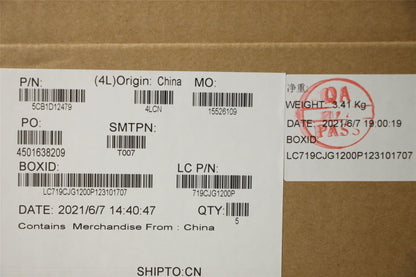 P/N:
(4L)Origin: China
MO:
5CB1D12479
4LCN
15526109
PO:
SMTPN:
4501638209
T007
BOXID:
LC P/N:
LC719CJG1200P123101707
719CJG1200P
DATE: 2021/6/7 14:40:47
QTY:
5
Contains Merchandise From : China
SHIPTO:CN
净重:
QA
PASS
WEIGHT: 3.41 Kg
DATE: 2021/6/7 19:00:19
BOXID:
LC719CJG1200P123101707